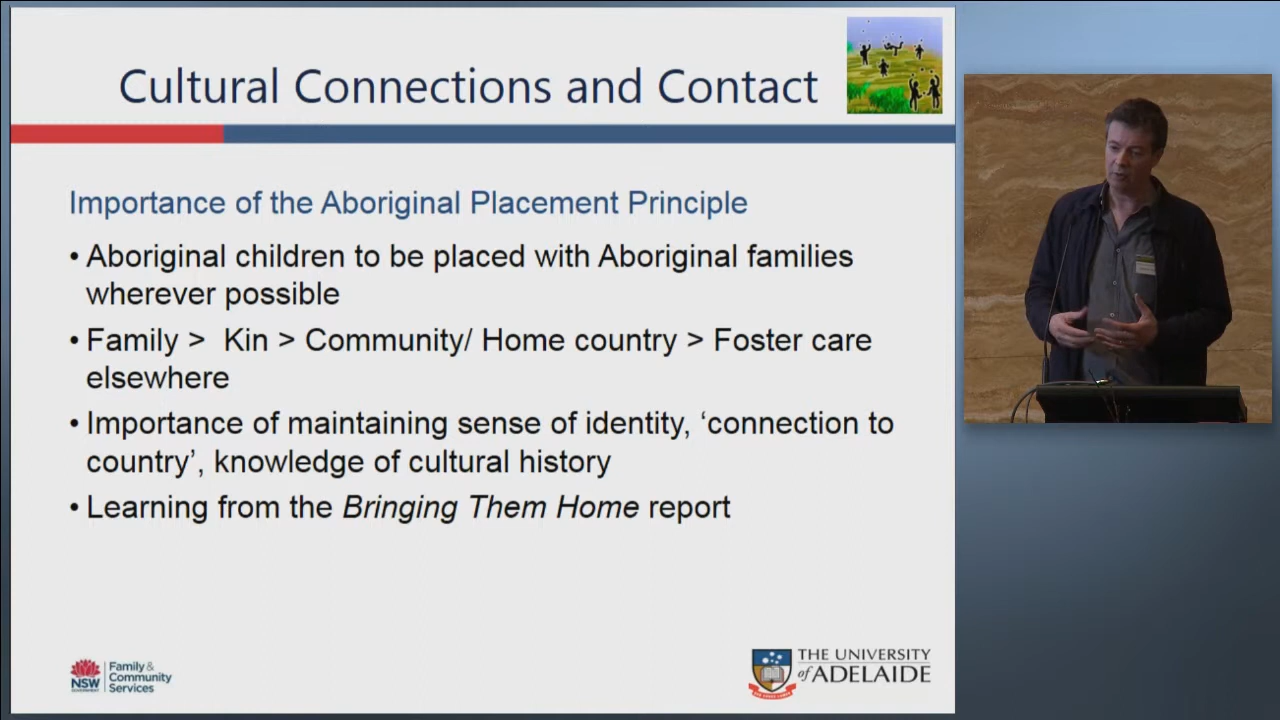 Cultural Connections and Contact
Importance of the Aboriginal Placement Principle
• Aboriginal children to be placed with Aboriginal families
wherever possible
• Family > Kin > Community/ Home country > Foster care
elsewhere
• Importance of maintaining sense of identity, ‘connection to
country’, knowledge of cultural history
• Learning from the Bringing Them Home report
NSW
GOVERNMENT
Family &
Community
Services
THE UNIVERSITY
of ADELAIDE